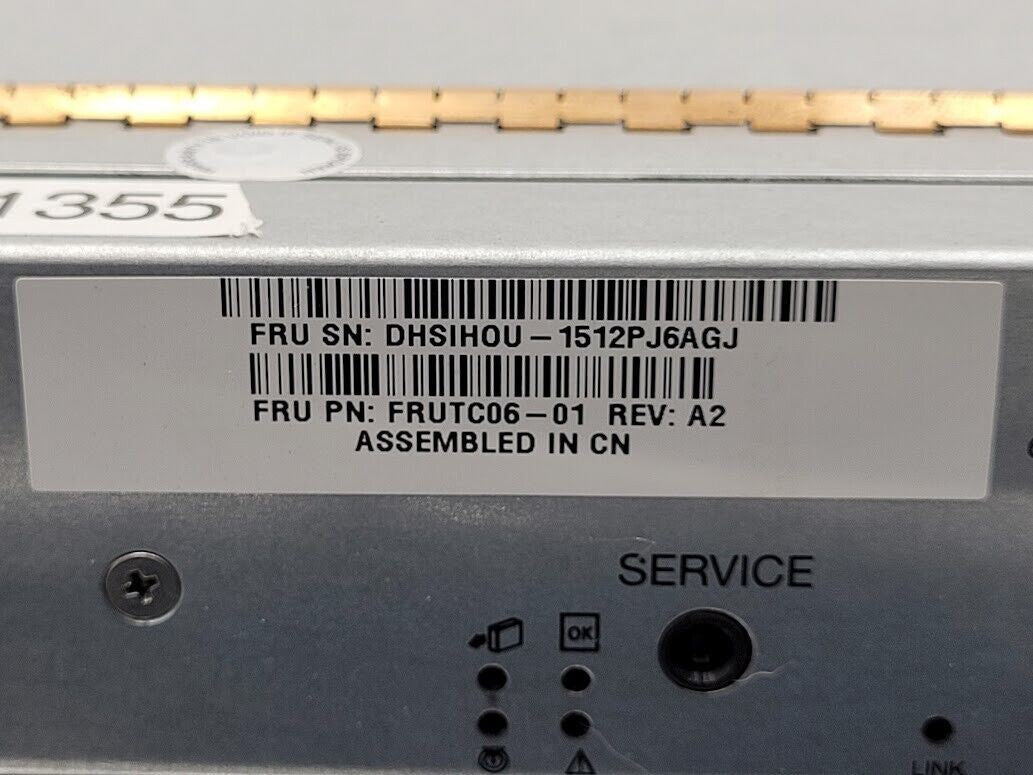 1355
FRU SN: DHSIHOU-1512PJ6AGJ
FRU PN: FRUTC06-01 REV: A2
ASSEMBLED IN CN
SERVICE
OK
LINK